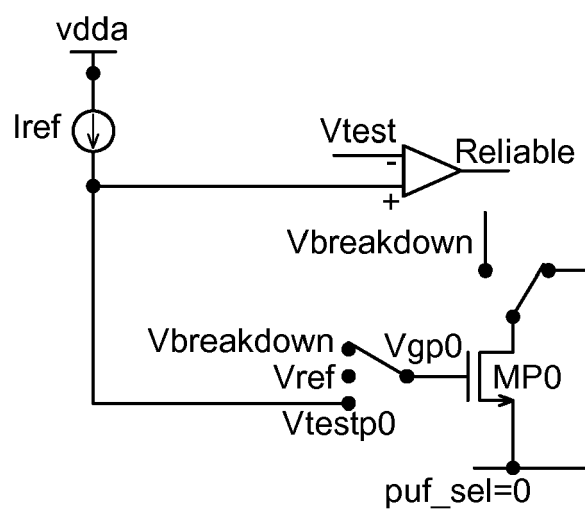 vdda
Iref
Vtest
-
+
Reliable
Vbreakdown
Vbreakdown
Vref
Vtestp0
Vgp0
MP0
puf_sel=0